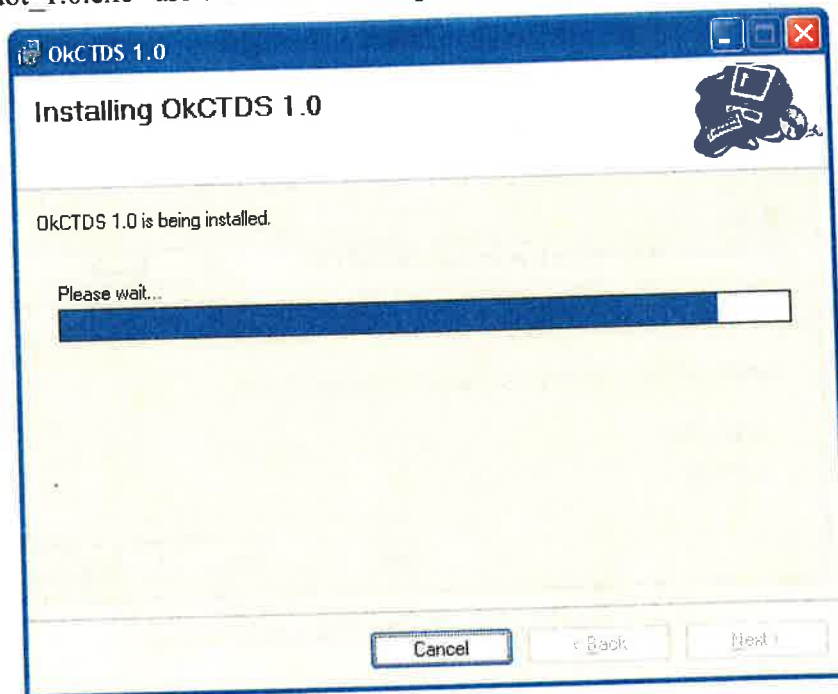 OkCTDS 1.0
Installing OkCTDS 1.0
OkCTDS 1.0 is being installed.
Please wait...
Cancel
< Back
Next >